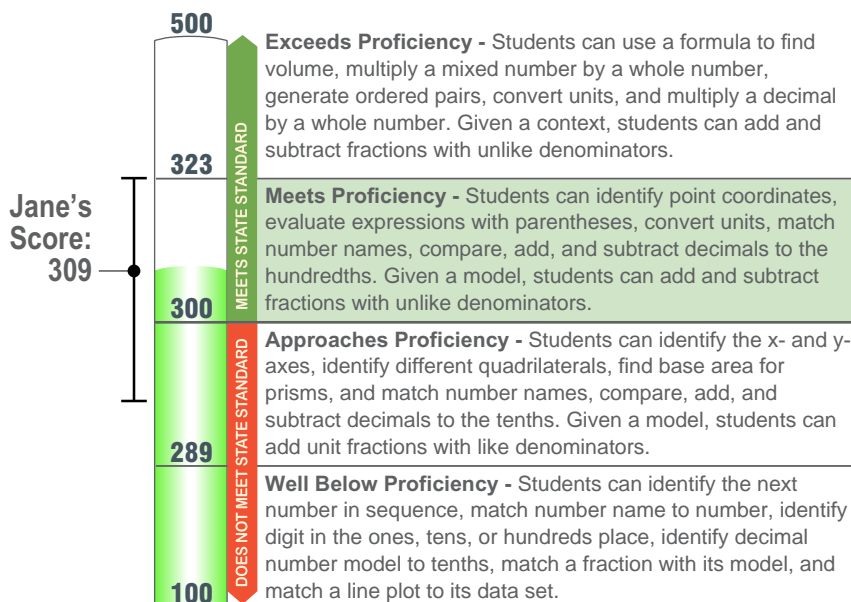 500
Exceeds Proficiency - Students can use a formula to find
volume, multiply a mixed number by a whole number,
generate ordered pairs, convert units, and multiply a decimal
by a whole number. Given a context, students can add and
subtract fractions with unlike denominators.
MEETS STATE STANDARD
323
Jane's
Score:
309
Meets Proficiency - Students can identify point coordinates,
evaluate expressions with parentheses, convert units, match
number names, compare, add, and subtract decimals to the
hundredths. Given a model, students can add and subtract
fractions with unlike denominators.
300
Approaches Proficiency - Students can identify the x- and y-
axes, identify different quadrilaterals, find base area for
prisms, and match number names, compare, add, and
subtract decimals to the tenths. Given a model, students can
add unit fractions with like denominators.
DOES NOT MEET STATE STANDARD
289
Well Below Proficiency - Students can identify the next
number in sequence, match number name to number, identify
digit in the ones, tens, or hundreds place, identify decimal
number model to tenths, match a fraction with its model, and
match a line plot to its data set.
100